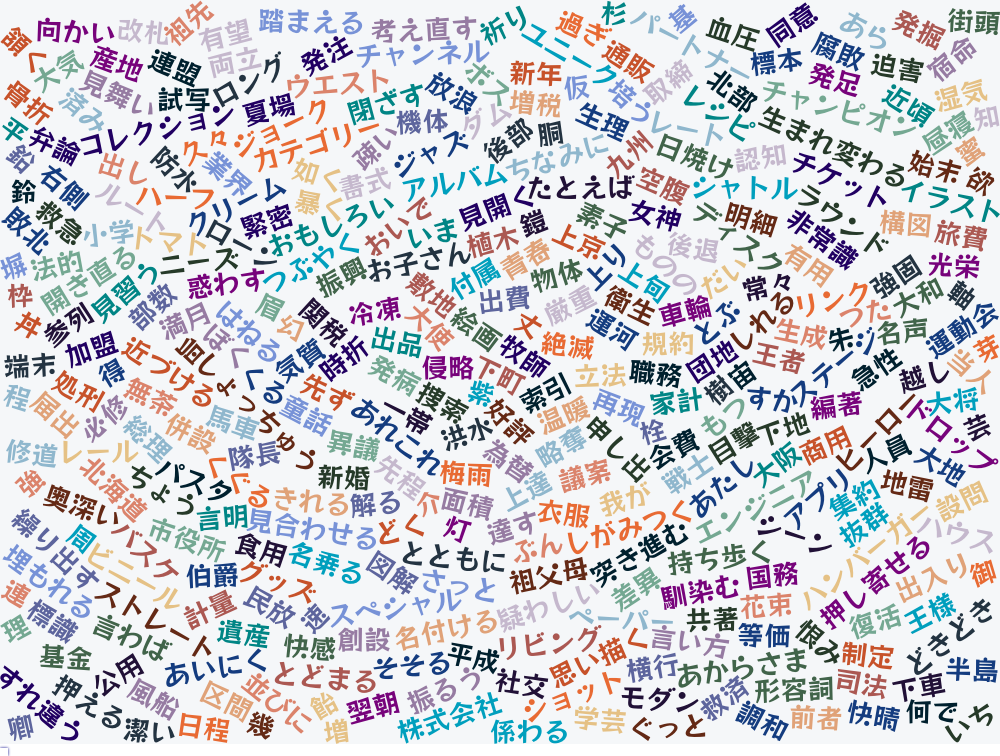 向かい
改札
祖先
有望
踏まえる
考え直す
祈り
過ぎ
杉
パートナー
基
血圧
同意
あら
発掘
街頭
頷く
大気
産地
連盟
両立
ロング
発注
チャンネル
ユニーク
通販
標本
腐敗
迫害
宿命
見舞い
試写
ウエスト
ボス
新年
仮
培う
取締
北部
発足
近頃
湿気
骨折
済み
コレクション
夏場
閉ざす
放浪
増税
レシピ
チャンピオン
昼寝
知
平
弁論
久々
ジョーク
カテゴリー
機体
ダム
後部
胴
生理
レート
日焼け
認知
生まれ変わる
蜜
鈴
右側
出し
防水
業界
如く
速い
ジャズ
ちなみに
九州
チケット
始末
欲
敗北
救急
ルート
ハーフ
クリーム
暴く
書式
アルバム
たとえば
空腹
シャトル
ラウンド
イラスト
小学
トマト
クローン
緊密
おもしろい
おいで
いま
見開く
鎧
素子
女神
ディスク
明細
非常識
構図
旅費
塀
法的
聞き直る
ニーズ
つぶやく
お子さん
植木
青春
上京
ものの
後退
有用
強固
光栄
枠
参列
見習う
惑わす
振興
付属
物体
より
上旬
だい
常々
大和
軸
丼
部数
満月
はねる
眉
幻
関税
冷凍
敷地
出費
厳重
衛生
車輪
とぶ
しれる
リンク
うた
名声
運動会
端末
加盟
近つける
ぼく
気質
時折
出品
大使
絵画
丈
牧師
絶滅
運河
規約
団地
王者
生成
朱
ステージ
芽
得
しょっちゅう
くる
先ず
発病
侵略
下町
索引
立法
職務
樹
宙
すか
急性
越し
程
届出
処刑
必修
無茶
馬車
童話
あれこれ
一帯
捜索
紫
好評
温暖
再現
家計
もつ
編著
ヒーロー
大将
芸
修道
レール
総理
併設
隊長
異議
洪水
為替
略奪
申し
栓
会費
目撃
下地
商用
人員
ドロップ
碑
北海道
ちょう
パスタ
ぐるぐる
新婚
先程
梅雨
上達
議案
戦士
あたし
大阪
アプリ
大地
奥深い
言明
きれる
解る
介
面積
達す
衣服
我が
エンジニア
集約
地雷
設問
繰り出す
周
バスク
市役所
見合わせる
どく
灯
ぶん
しがみつく
抜群
ハンバーガー
ハウス
埋もれる
ビニール
伯爵
食用
名乗る
とともに
祖父母
突き進む
持ち歩く
ジーン
寄せる
連
標識
ストレート
グッズ
図解
さっと
疑わしい
差異
馴染む
国務
押し
出入り
御
理
言わば
計量
民放
スペシャル
ペーパー
共著
花束
復活
王様
基金
遺産
快感
創設
名付ける
リビング
言い方
等価
恨み
どきどき
公用
あいにく
とどまる
そそる
平成
思い描く
横行
あからさま
制定
半島
すれ違う
押える
風船
区間
並びに
飴
翌朝
振るう
社交
ショット
モダン
救済
形容詞
司法
下車
卿
潔い
日程
幾
増
株式会社
係わる
学芸
ぐっと
調和
前者
快晴
何で
いち